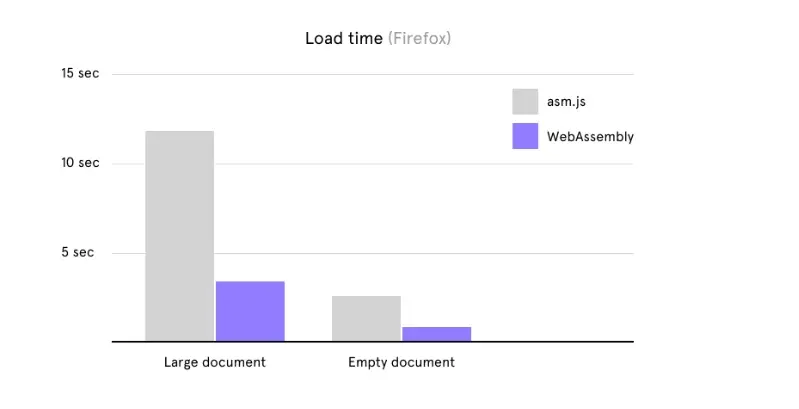 Load time (Firefox)
15 sec
asm.js
WebAssembly
10 sec
5 sec
Large document
Empty document